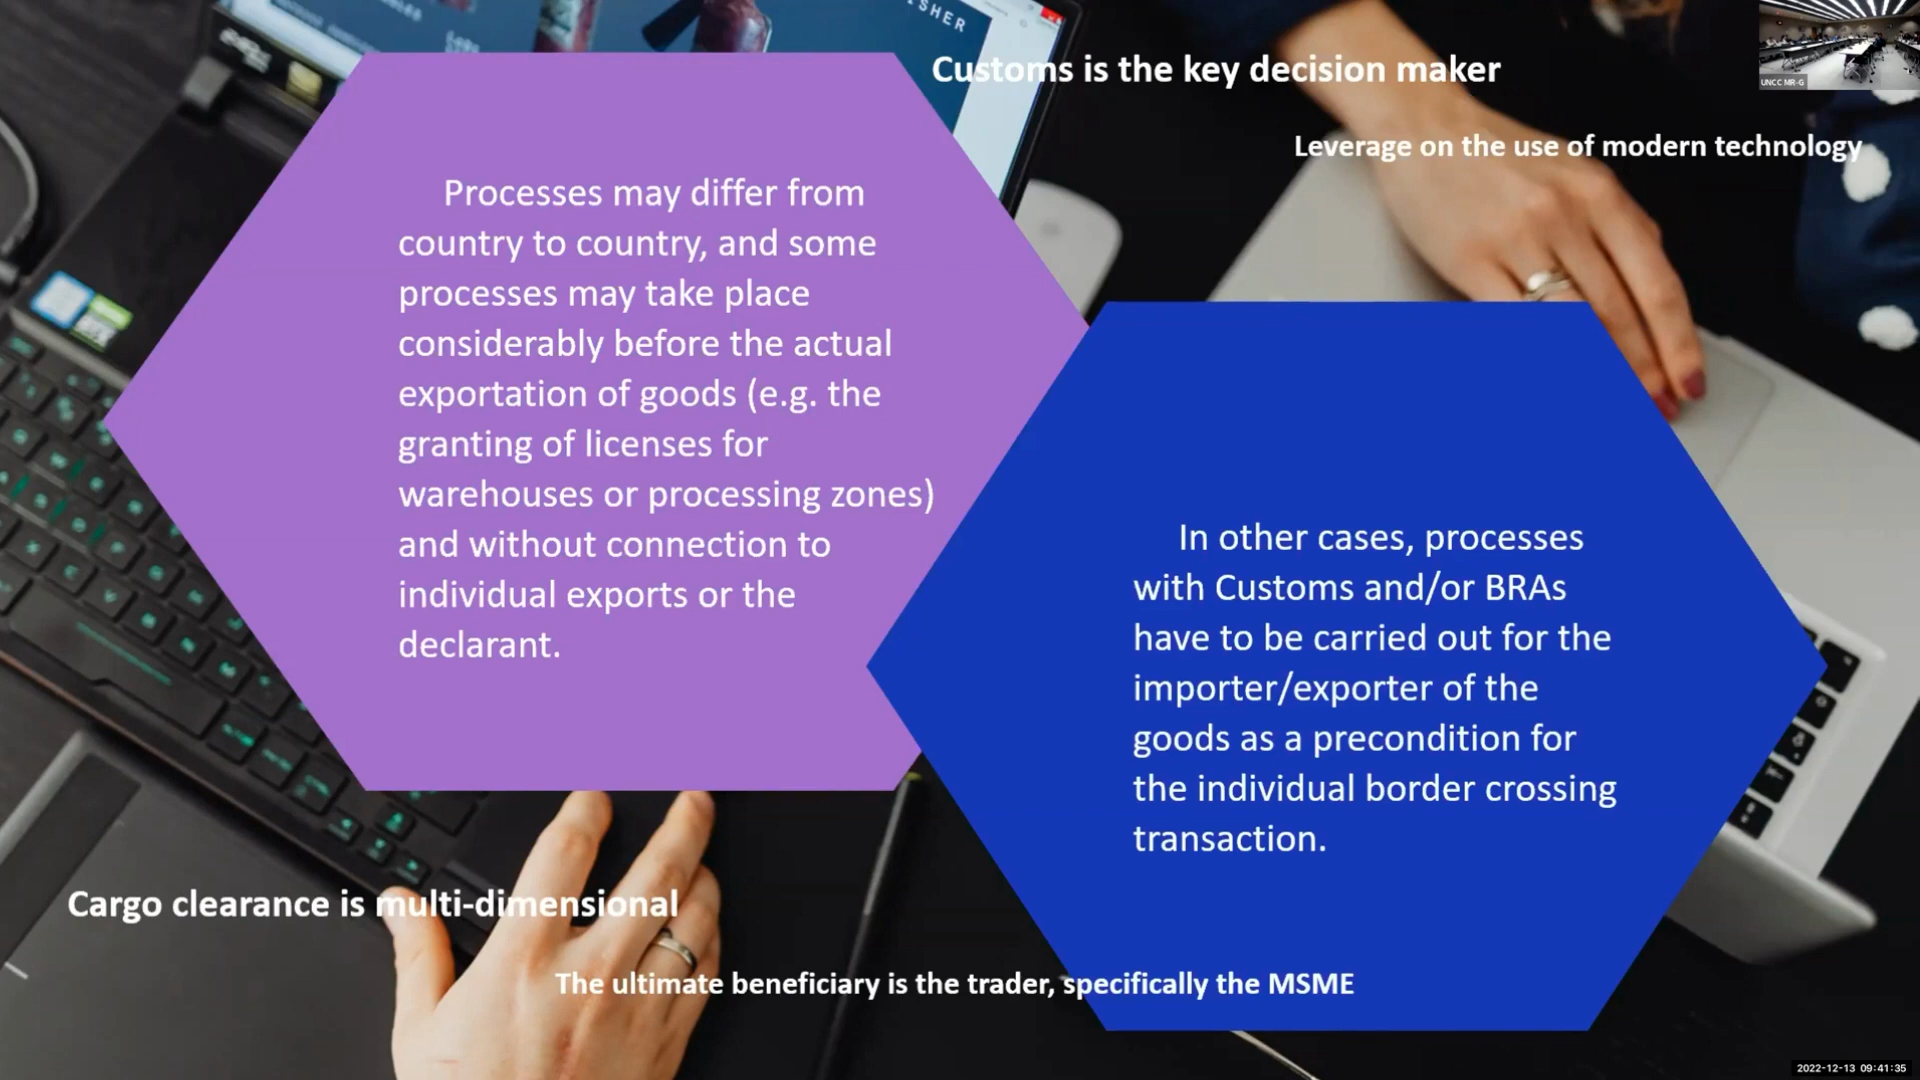 Customs is the key decision maker
UNCC MR-G
Leverage on the use of modern technology
Processes may differ from
country to country, and some
processes may take place
considerably before the actual
exportation of goods (e.g. the
granting of licenses for
warehouses or processing zones)
and without connection to
individual exports or the
declarant.
In other cases, processes
with Customs and/or BRAs
have to be carried out for the
importer/exporter of the
goods as a precondition for
the individual border crossing
transaction.
Cargo clearance is multi-dimensional
The ultimate beneficiary is the trader, specifically the MSME
2022-12-13 09:41:35